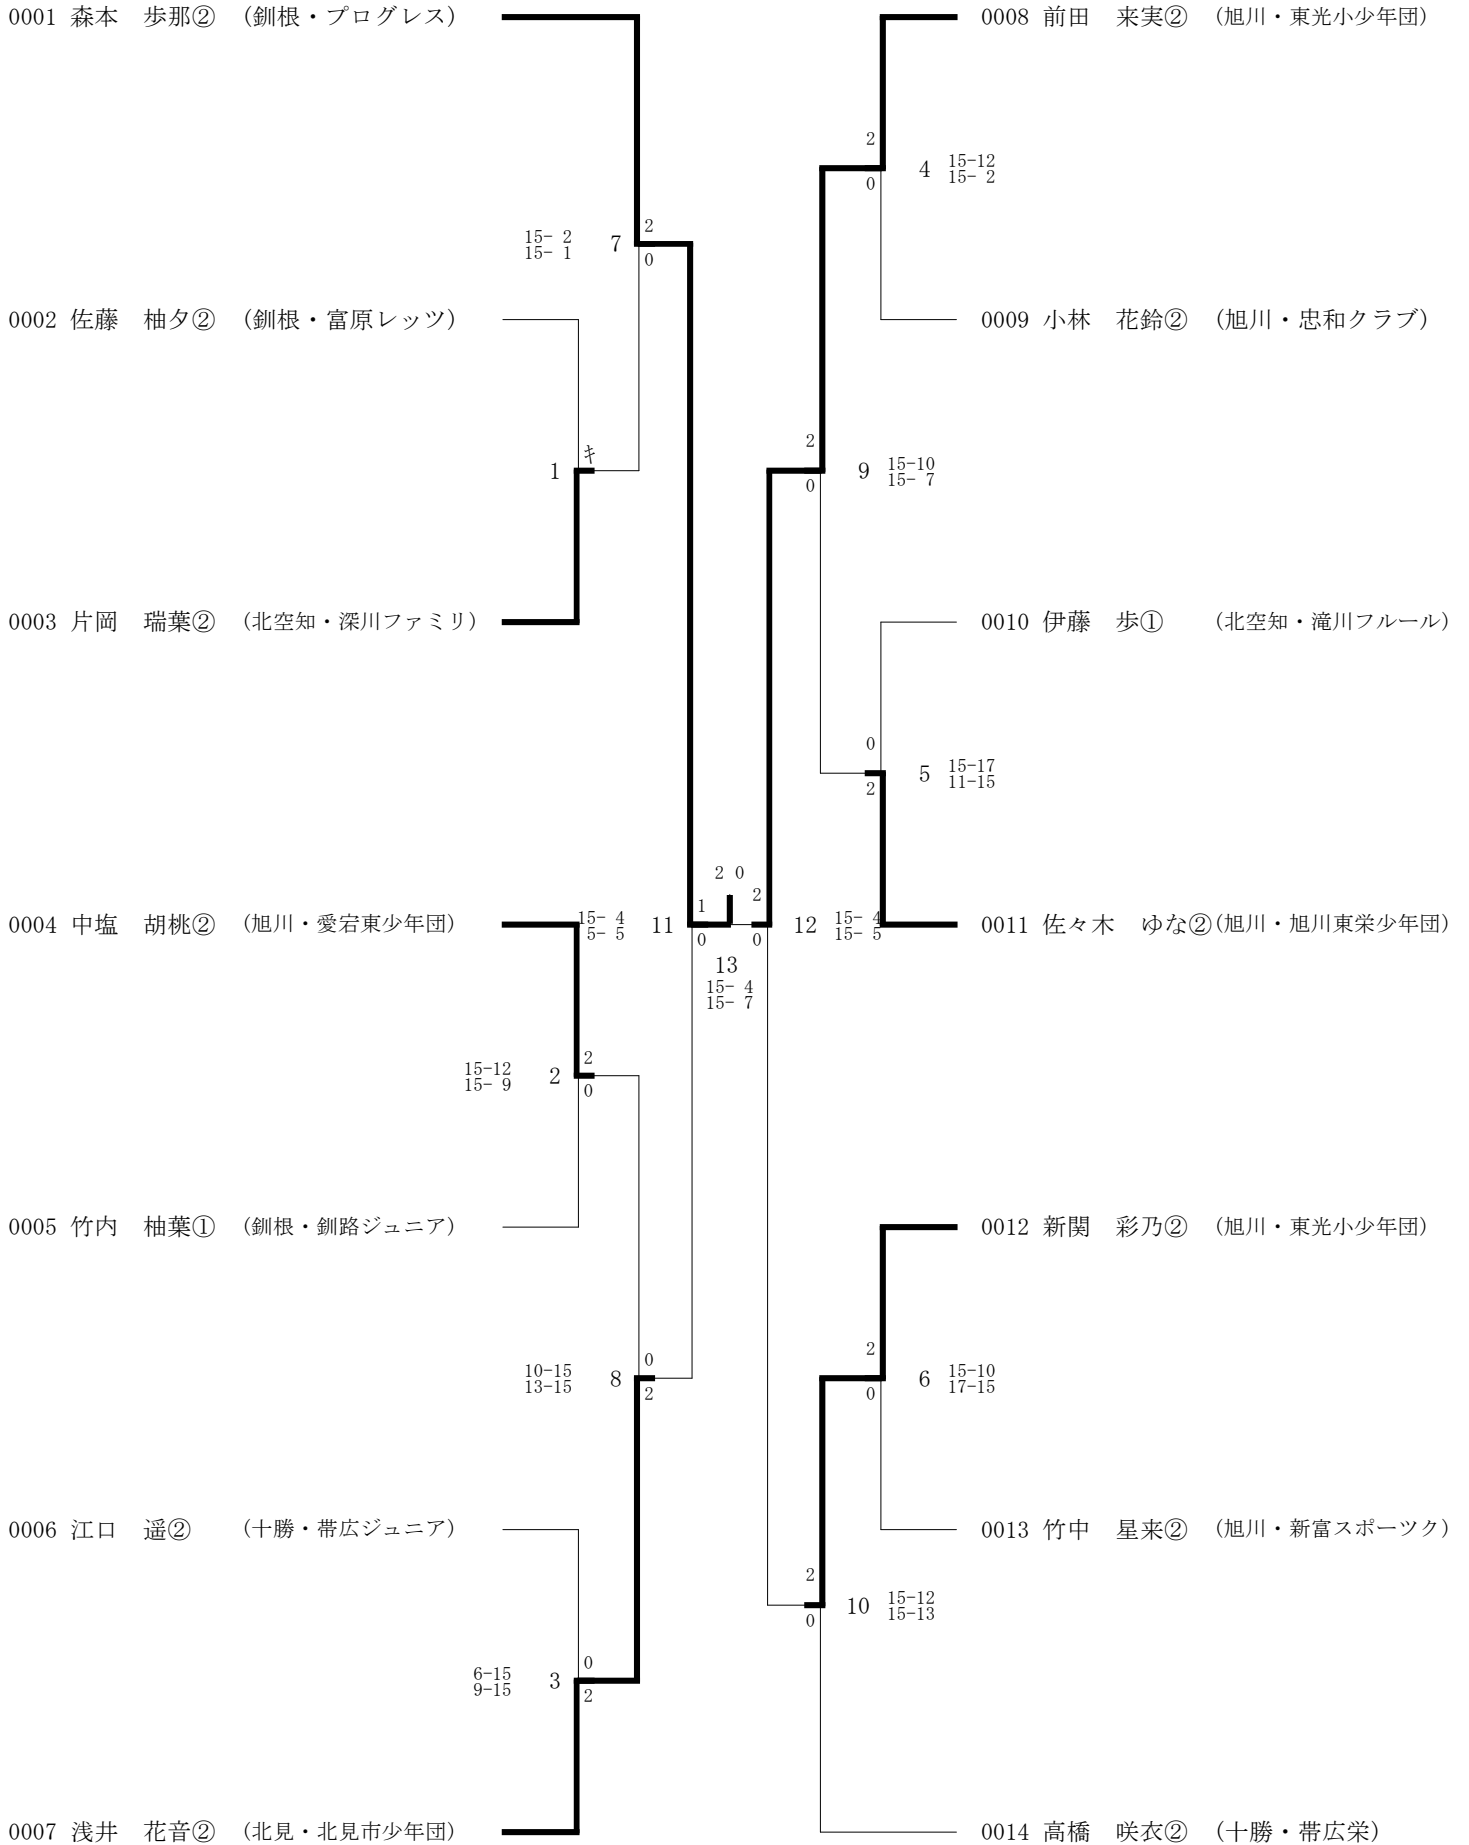 0001 森本　歩那② （釧根・プログレス）
0008 前田　来実② （旭川・東光小少年団）
2
4 15-12
0 15- 2
15- 2 7 2
15- 1 0
0002 佐藤　柚夕② （釧根・富原レッツ）
0009 小林　花鈴② （旭川・忠和クラブ）
1 キ
2
9 15-10
0 15- 7
0003 片岡　瑞葉② （北空知・深川ファミリ）
0010 伊藤　歩① （北空知・滝川フルール）
0
5 15-17
2 11-15
2 0
0004 中塩　胡桃② （旭川・愛宕東少年団）
15- 4 11 1
5- 5 0
2 12 15- 4
0 15- 5
0011 佐々木　ゆな② （旭川・旭川東栄少年団）
13
15- 4
15- 7
15-12 2 2
15- 9 0
0005 竹内　柚葉① （釧根・釧路ジュニア）
0012 新関　彩乃② （旭川・東光小少年団）
10-15 8 0
13-15 2
2
6 15-10
0 17-15
0006 江口　遥② （十勝・帯広ジュニア）
0013 竹中　星来② （旭川・新富スポーツク）
2
10 15-12
0 15-13
6-15 3 0
9-15 2
0007 浅井　花音② （北見・北見市少年団）
0014 高橋　咲衣② （十勝・帯広栄）